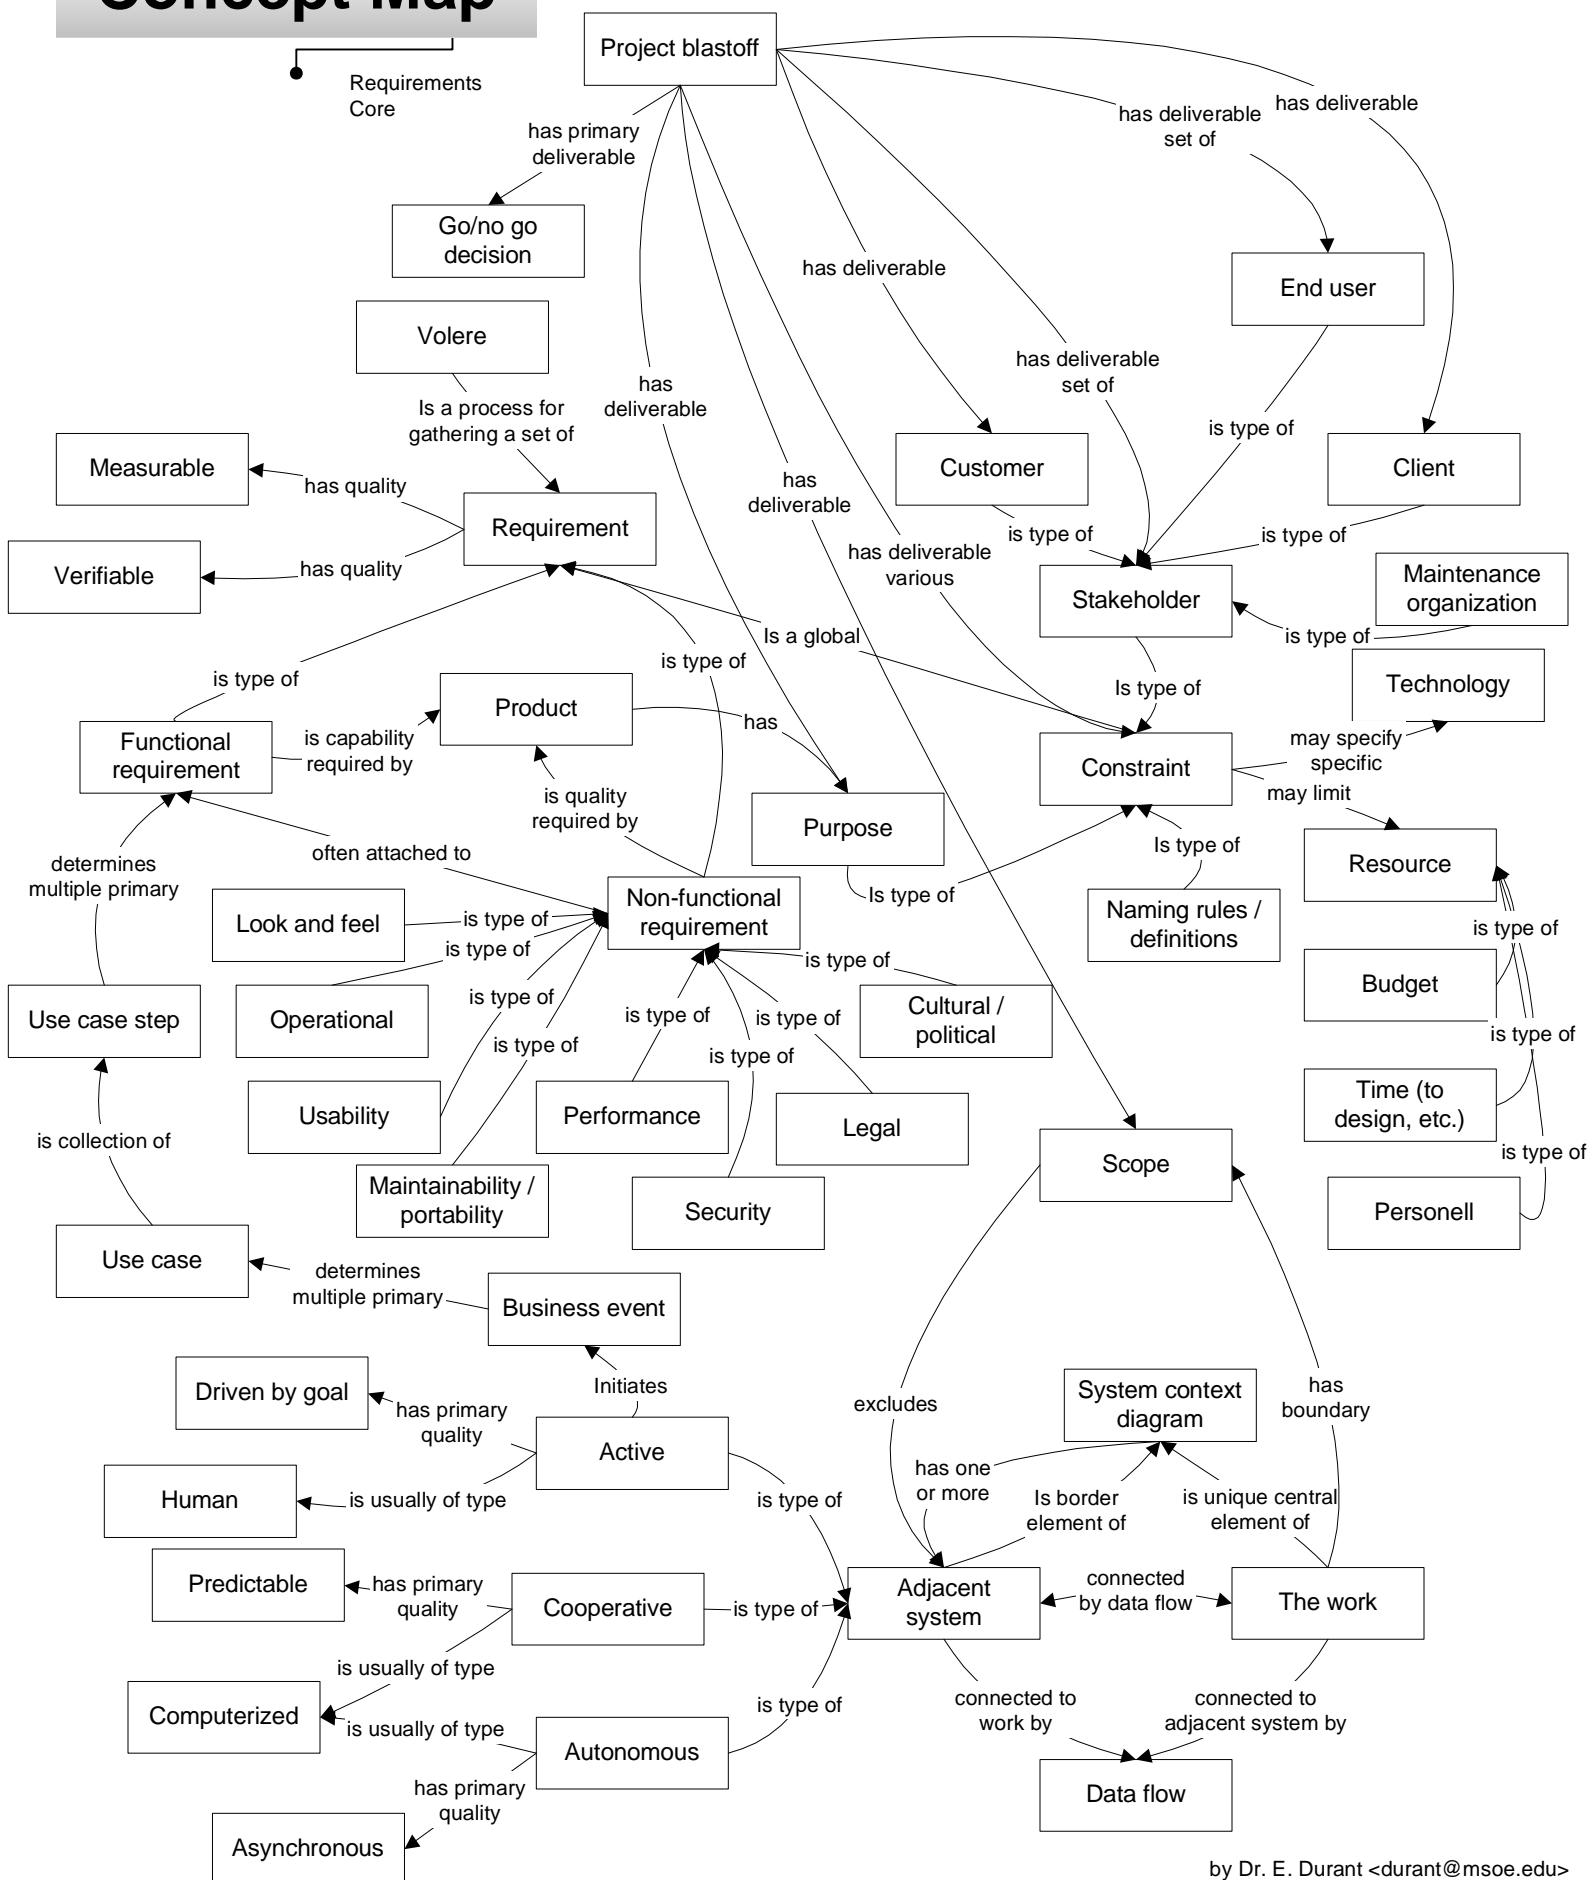 Concept Map
Requirements
Core
Project blastoff
has primary
deliverable
has deliverable
set of
has deliverable
Go/no go
decision
has deliverable
End user
Volere
has
deliverable
has deliverable
set of
Is a process for
gathering a set of
is type of
Measurable
has quality
Customer
Client
has
deliverable
Requirement
is type of
is type of
has deliverable
various
Verifiable
has quality
Stakeholder
Maintenance
organization
Is a global
is type of
is type of
is type of
Is type of
Technology
Product
has
Functional
requirement
is capability
required by
may specify
specific
Constraint
may limit
is quality
required by
Purpose
Is type of
often attached to
determines
multiple primary
Resource
Is type of
Non-functional
requirement
Naming rules /
definitions
Look and feel
is type of
is type of
is type of
is type of
Budget
Use case step
Operational
is type of
is type of
is type of
Cultural /
political
is type of
is type of
is type of
Usability
Performance
Legal
Time (to
design, etc.)
is collection of
Scope
is type of
Maintainability /
portability
Security
Personell
Use case
determines
multiple primary
Business event
Initiates
Driven by goal
has primary
quality
excludes
System context
diagram
has
boundary
Active
has one
or more
Human
is usually of type
is type of
Is border
element of
is unique central
element of
Predictable
has primary
quality
Cooperative
is type of
Adjacent
system
connected
by data flow
The work
is usually of type
Computerized
is usually of type
is type of
connected to
work by
connected to
adjacent system by
Autonomous
has primary
quality
Data flow
Asynchronous
by Dr. E. Durant <durant@msoe.edu>